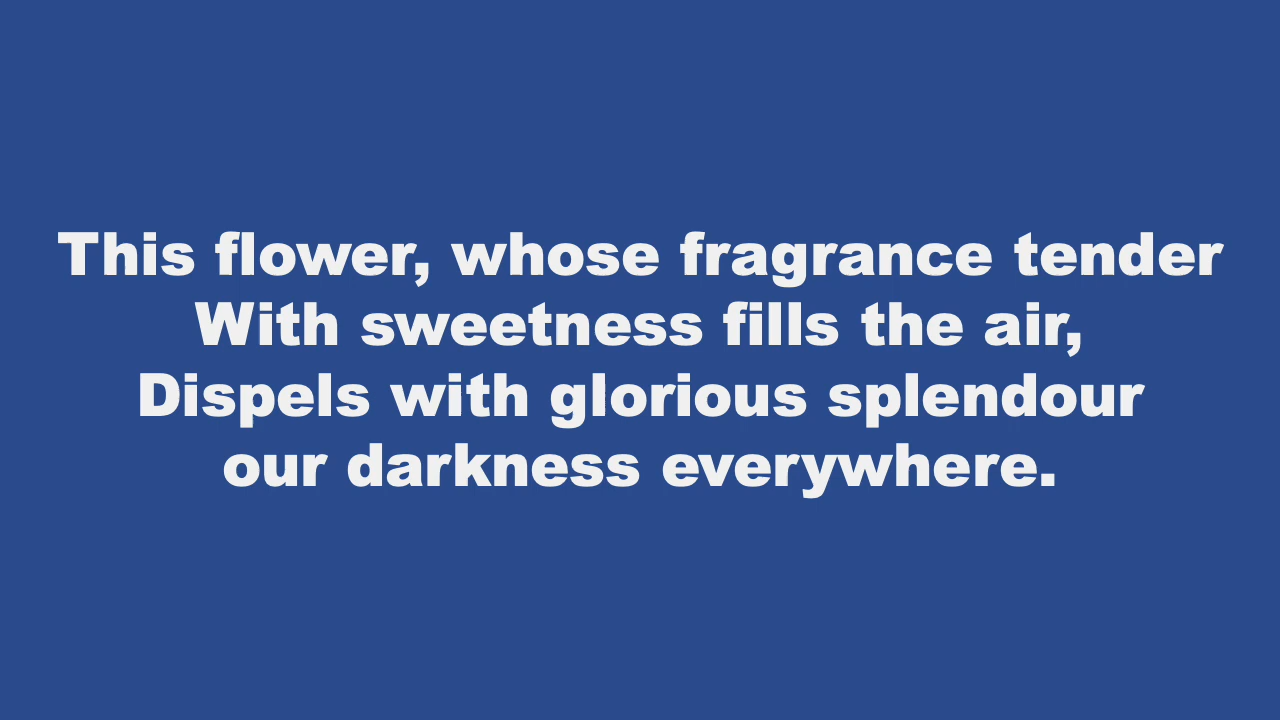 This flower, whose fragrance tender
With sweetness fills the air,
Dispels with glorious splendour
our darkness everywhere.